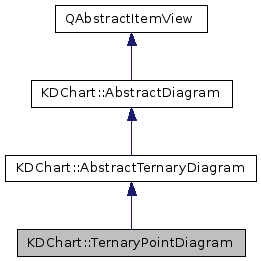 QAbstractItemView
KDChart::AbstractDiagram
KDChart::AbstractTernaryDiagram
KDChart::TernaryPointDiagram